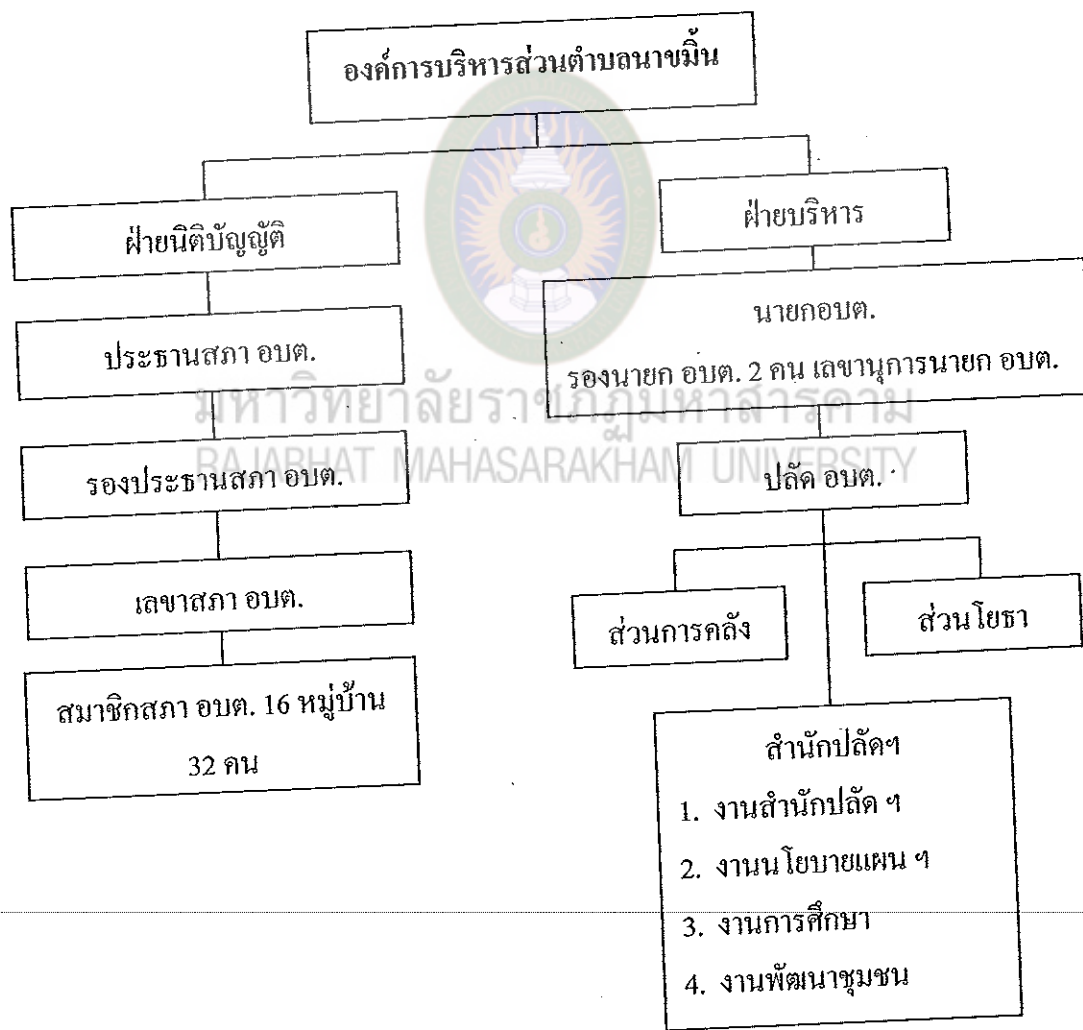 องค์การบริหารส่วนตำบลนาขมิ้น
ฝ่ายนิติบัญญัติ
ฝ่ายบริหาร
ประธานสภา อบต.
นายกอบต.
รองนายก อบต. 2 คน เลขานุการนายก อบต.
มหาวิทยาลัยราชภัฏมหาสารคาม
RAJABHAT MAHASARAKHAM UNIVERSITY
รองประธานสภา อบต.
ปลัด อบต.
เลขาสภา อบต.
ส่วนการคลัง
ส่วนโยธา
สมาชิกสภา อบต. 16 หมู่บ้าน
32 คน
สำนักปลัดฯ
1. งานสำนักปลัด ฯ
2. งานนโยบายแผน ฯ
3. งานการศึกษา
4. งานพัฒนาชุมชน